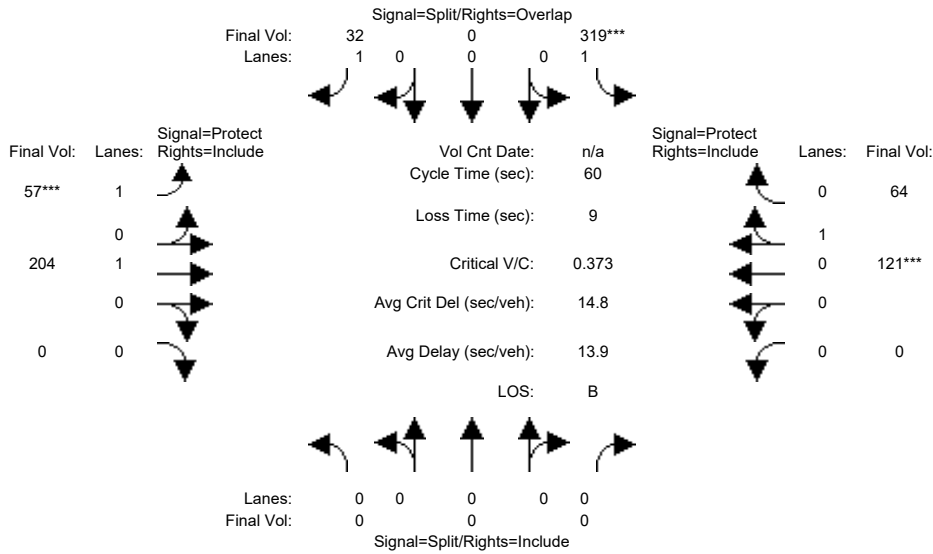 Signal=Split/Rights=Overlap
Final Vol: 32 0 319***
Lanes: 1 0 0 0 1
Signal=Protect Signal=Protect
Final Vol: Lanes: Rights=Include Vol Cnt Date: n/a Rights=Include Lanes: Final Vol:
Cycle Time (sec): 60
57*** 1 0 64
Loss Time (sec): 9
0 1
204 1 Critical V/C: 0.373 0 121***
0 Avg Crit Del (sec/veh): 14.8 0
0 0 Avg Delay (sec/veh): 13.9 0 0
LOS: B
Lanes: 0 0 0 0 0
Final Vol: 0 0 0
Signal=Split/Rights=Include